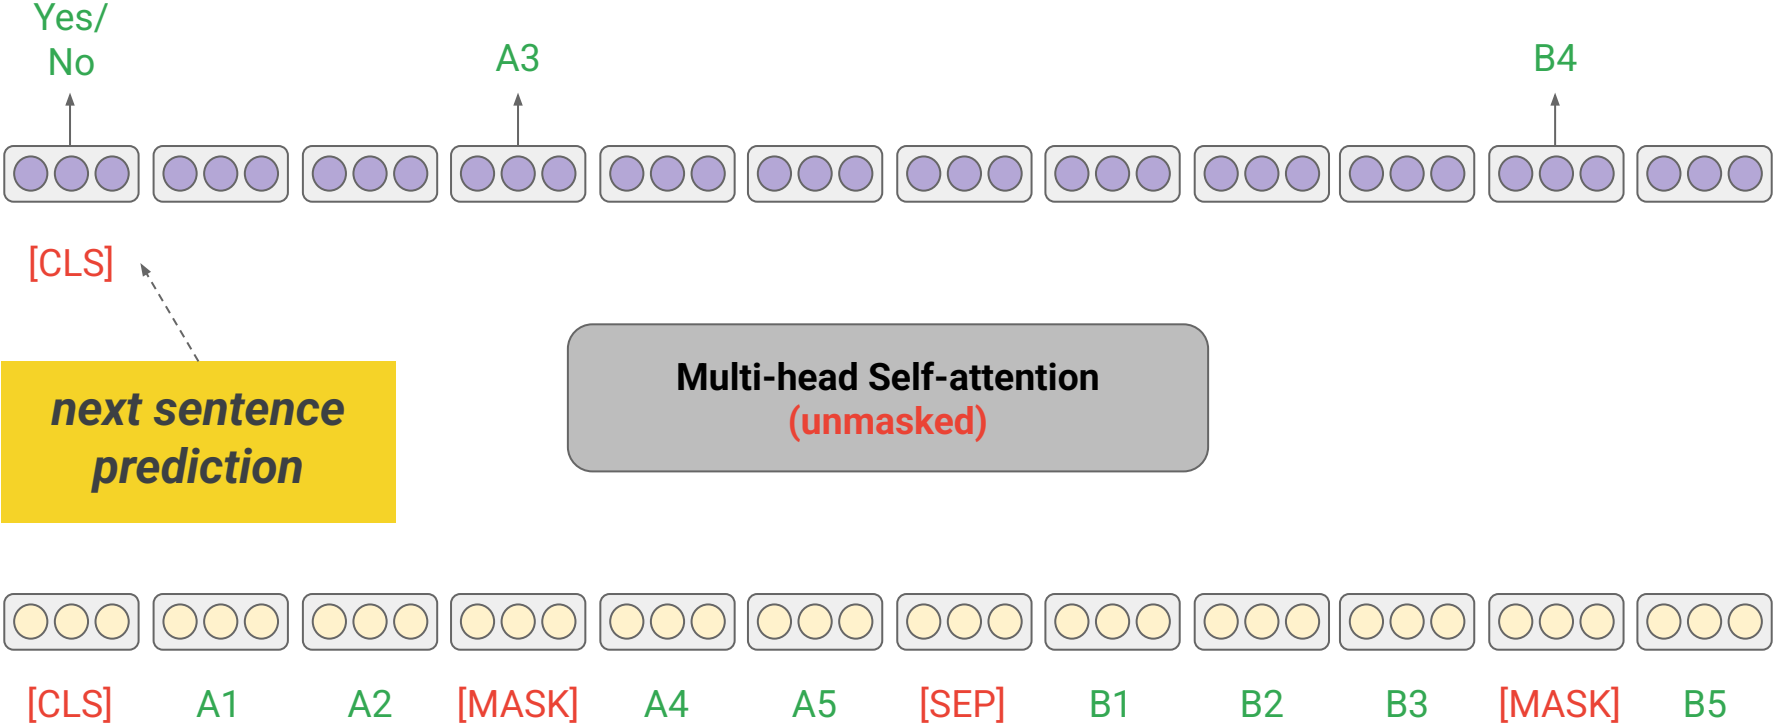 Yes/
No
A3
B4
[CLS]
next sentence
prediction
Multi-head Self-attention
(unmasked)
[CLS] A1 A2 [MASK] A4 A5 [SEP] B1 B2 B3 [MASK] B5